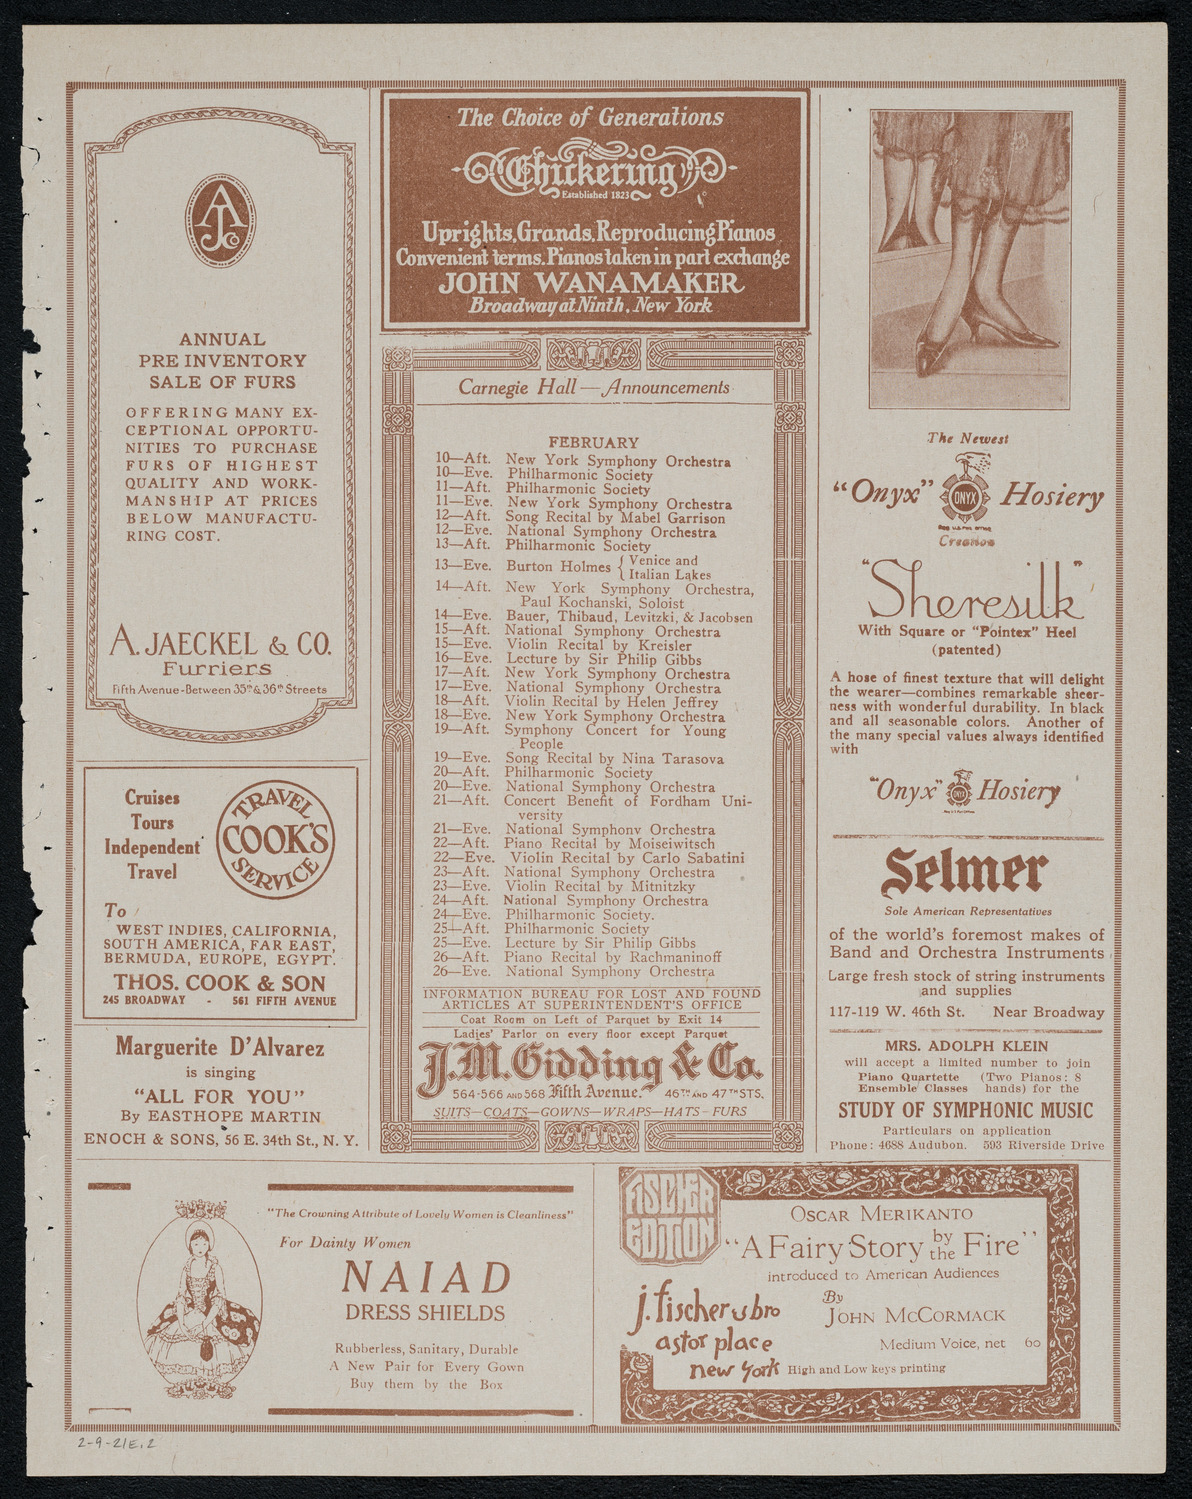 AJCo
ANNUAL
PRE INVENTORY
SALE OF FURS
OFFERING MANY EX-
CEPTIONAL OPPORTU-
NITIES TO PURCHASE
FURS OF HIGHEST
QUALITY AND WORK-
MANSHIP AT PRICES
BELOW MANUFACTU-
RING COST.
A. JAECKEL & CO.
Furriers
Fifth Avenue - Between 35th & 36th Streets
Cruises
Tours
Independent
Travel
TRAVEL
COOK'S
SERVICE
To
WEST INDIES, CALIFORNIA,
SOUTH AMERICA, FAR EAST,
BERMUDA, EUROPE, EGYPT.
THOS. COOK & SON
245 BROADWAY - 561 FIFTH AVENUE
Marguerite D'Alvarez
is singing
"ALL FOR YOU"
By EASTHOPE MARTIN
ENOCH & SONS, 56 E. 34th St., N. Y.
The Choice of Generations
Chickering
Established 1823
Uprights, Grands, Reproducing Pianos
Convenient terms. Pianos taken in part exchange
JOHN WANAMAKER
Broadway at Ninth, New York
Carnegie Hall — Announcements
FEBRUARY
10—Aft. New York Symphony Orchestra
10—Eve. Philharmonic Society
11—Aft. Philharmonic Society
11—Eve. New York Symphony Orchestra
12—Aft. Song Recital by Mabel Garrison
12—Eve. National Symphony Orchestra
13—Aft. Philharmonic Society
13—Eve. Burton Holmes { Venice and
Italian Lakes
14—Aft. New York Symphony Orchestra,
Paul Kochanski, Soloist
14—Eve. Bauer, Thibaud, Levitzki, & Jacobsen
15—Aft. National Symphony Orchestra
15—Eve. Violin Recital by Kreisler
16—Eve. Lecture by Sir Philip Gibbs
17—Aft. New York Symphony Orchestra
17—Eve. National Symphony Orchestra
18—Aft. Violin Recital by Helen Jeffrey
18—Eve. New York Symphony Orchestra
19—Aft. Symphony Concert for Young
People
19—Eve. Song Recital by Nina Tarasova
20—Aft. Philharmonic Society
20—Eve. National Symphony Orchestra
21—Aft. Concert Benefit of Fordham Uni-
versity
21—Eve. National Symphony Orchestra
22—Aft. Piano Recital by Moiseiwitsch
22—Eve. Violin Recital by Carlo Sabatini
23—Aft. National Symphony Orchestra
23—Eve. Violin Recital by Mitnitzky
24—Aft. National Symphony Orchestra
24—Eve. Philharmonic Society.
25—Aft. Philharmonic Society
25—Eve. Lecture by Sir Philip Gibbs
26—Aft. Piano Recital by Rachmaninoff
26—Eve. National Symphony Orchestra
INFORMATION BUREAU FOR LOST AND FOUND
ARTICLES AT SUPERINTENDENT'S OFFICE
Coat Room on Left of Parquet by Exit 14
Ladies' Parlor on every floor except Parquet
J. M. Gidding & Co.
564-566 AND 568 Fifth Avenue. 46TH AND 47TH STS.
SUITS—COATS—GOWNS—WRAPS—HATS - FURS
The Newest
"Onyx" ONYX Hosiery
Creation
"Sheresilk"
With Square or "Pointex" Heel
(patented)
A hose of finest texture that will delight
the wearer—combines remarkable sheer-
ness with wonderful durability. In black
and all seasonable colors. Another of
the many special values always identified
with
"Onyx" Hosiery
Selmer
Sole American Representatives
of the world's foremost makes of
Band and Orchestra Instruments
Large fresh stock of string instruments
and supplies
117-119 W. 46th St. Near Broadway
MRS. ADOLPH KLEIN
will accept a limited number to join
Piano Quartette (Two Pianos: 8
Ensemble Classes hands) for the
STUDY OF SYMPHONIC MUSIC
Particulars on application
Phone: 4688 Audubon. 593 Riverside Drive
"The Crowning Attribute of Lovely Women is Cleanliness"
For Dainty Women
NAIAD
DRESS SHIELDS
Rubberless, Sanitary, Durable
A New Pair for Every Gown
Buy them by the Box
FISCHER
EDITION
OSCAR MERIKANTO
"A Fairy Story by the Fire"
introduced to American Audiences
By
JOHN MCCORMACK
Medium Voice, net 60
High and Low keys printing
j. fischer & bro
astor place
new york
2-9-21E, 2